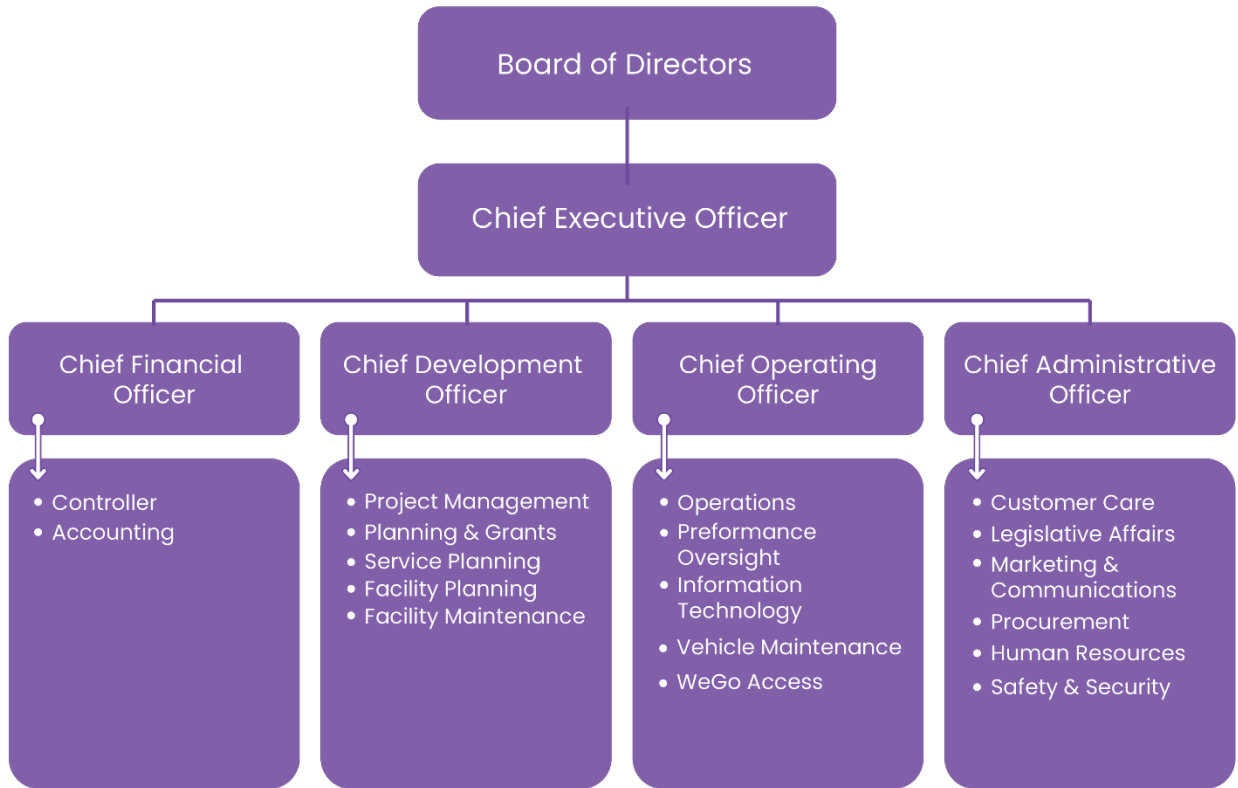 Board of Directors
Chief Executive Officer
Chief Financial
Officer
Chief Development
Officer
Chief Operating
Officer
Chief Administrative
Officer
• Controller
• Accounting
• Project Management
• Planning & Grants
• Service Planning
• Facility Planning
• Facility Maintenance
• Operations
• Preformance
Oversight
• Information
Technology
• Vehicle Maintenance
• WeGo Access
• Customer Care
• Legislative Affairs
• Marketing &
Communications
• Procurement
• Human Resources
• Safety & Security